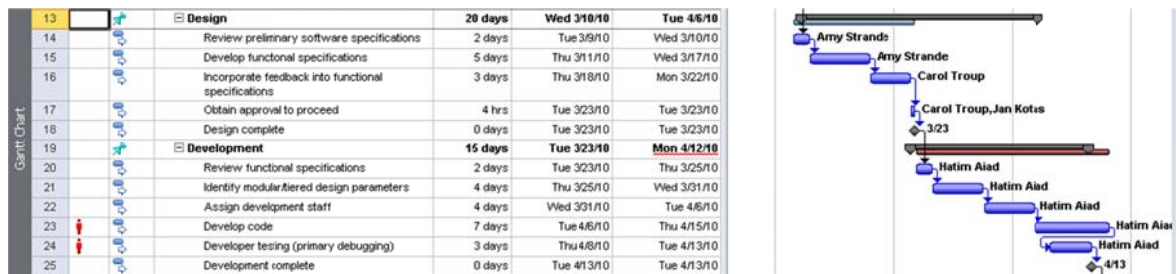 Gantt Chart
13 Design 20 days Wed 3/10/10 Tue 4/6/10
14 Review preliminary software specifications 2 days Tue 3/9/10 Wed 3/10/10
15 Develop functional specifications 5 days Thu 3/11/10 Wed 3/17/10
16 Incorporate feedback into functional specifications 3 days Thu 3/18/10 Mon 3/22/10
17 Obtain approval to proceed 4 hrs Tue 3/23/10 Tue 3/23/10
18 Design complete 0 days Tue 3/23/10 Tue 3/23/10
19 Development 15 days Tue 3/23/10 Mon 4/12/10
20 Review functional specifications 2 days Tue 3/23/10 Thu 3/25/10
21 Identify modular/tiered design parameters 4 days Thu 3/25/10 Wed 3/31/10
22 Assign development staff 4 days Wed 3/31/10 Tue 4/6/10
23 Develop code 7 days Tue 4/6/10 Thu 4/15/10
24 Developer testing (primary debugging) 3 days Thu 4/8/10 Tue 4/13/10
25 Development complete 0 days Tue 4/13/10 Tue 4/13/10
Amy Strande
Amy Strande
Carol Troup
Carol Troup,Jan Kotas
3/23
Hatim Aiad
Hatim Aiad
Hatim Aiad
Hatim Aiad
Hatim Aiad
4/13